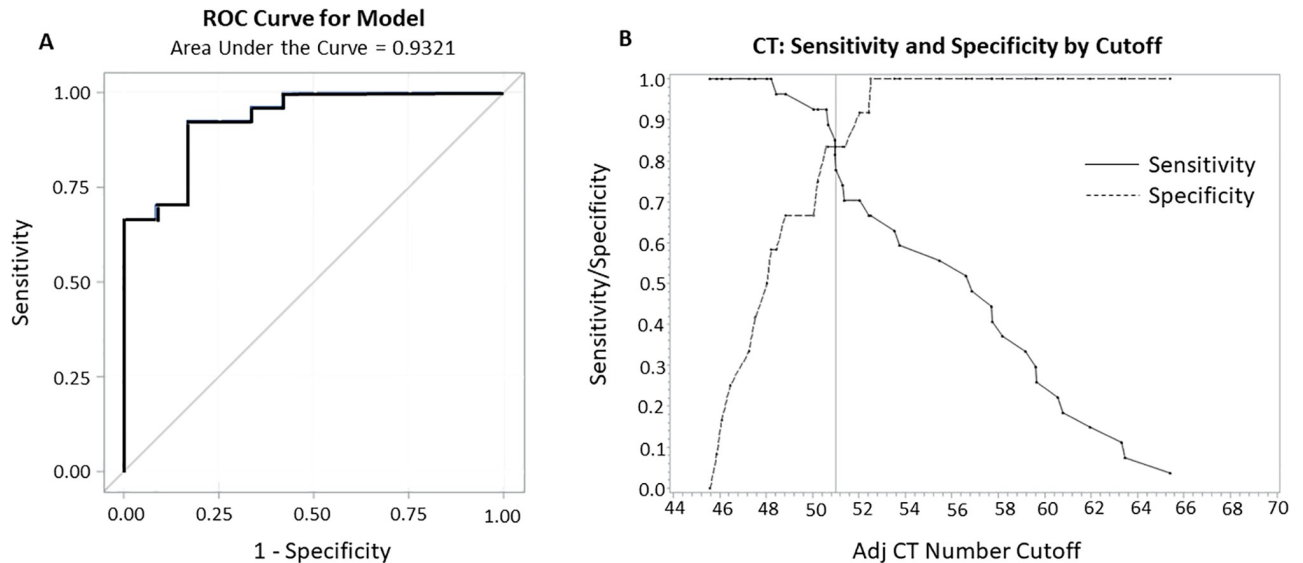 A
ROC Curve for Model
Area Under the Curve = 0.9321
1.00
0.75
0.50
0.25
0.00
Sensitivity
0.00 0.25 0.50 0.75 1.00
1 - Specificity
B
CT: Sensitivity and Specificity by Cutoff
1.0
0.9
0.8
0.7
0.6
0.5
0.4
0.3
0.2
0.1
0.0
Sensitivity/Specificity
Sensitivity
Specificity
44 46 48 50 52 54 56 58 60 62 64 66 68 70
Adj CT Number Cutoff